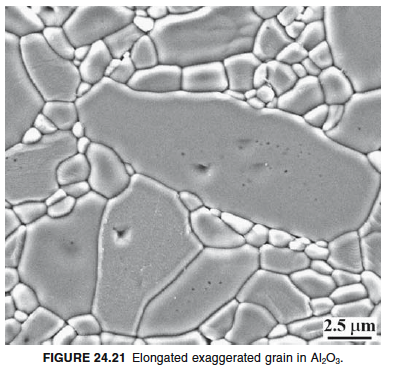 2.5 µm
FIGURE 24.21 Elongated exaggerated grain in Al₂O₃.